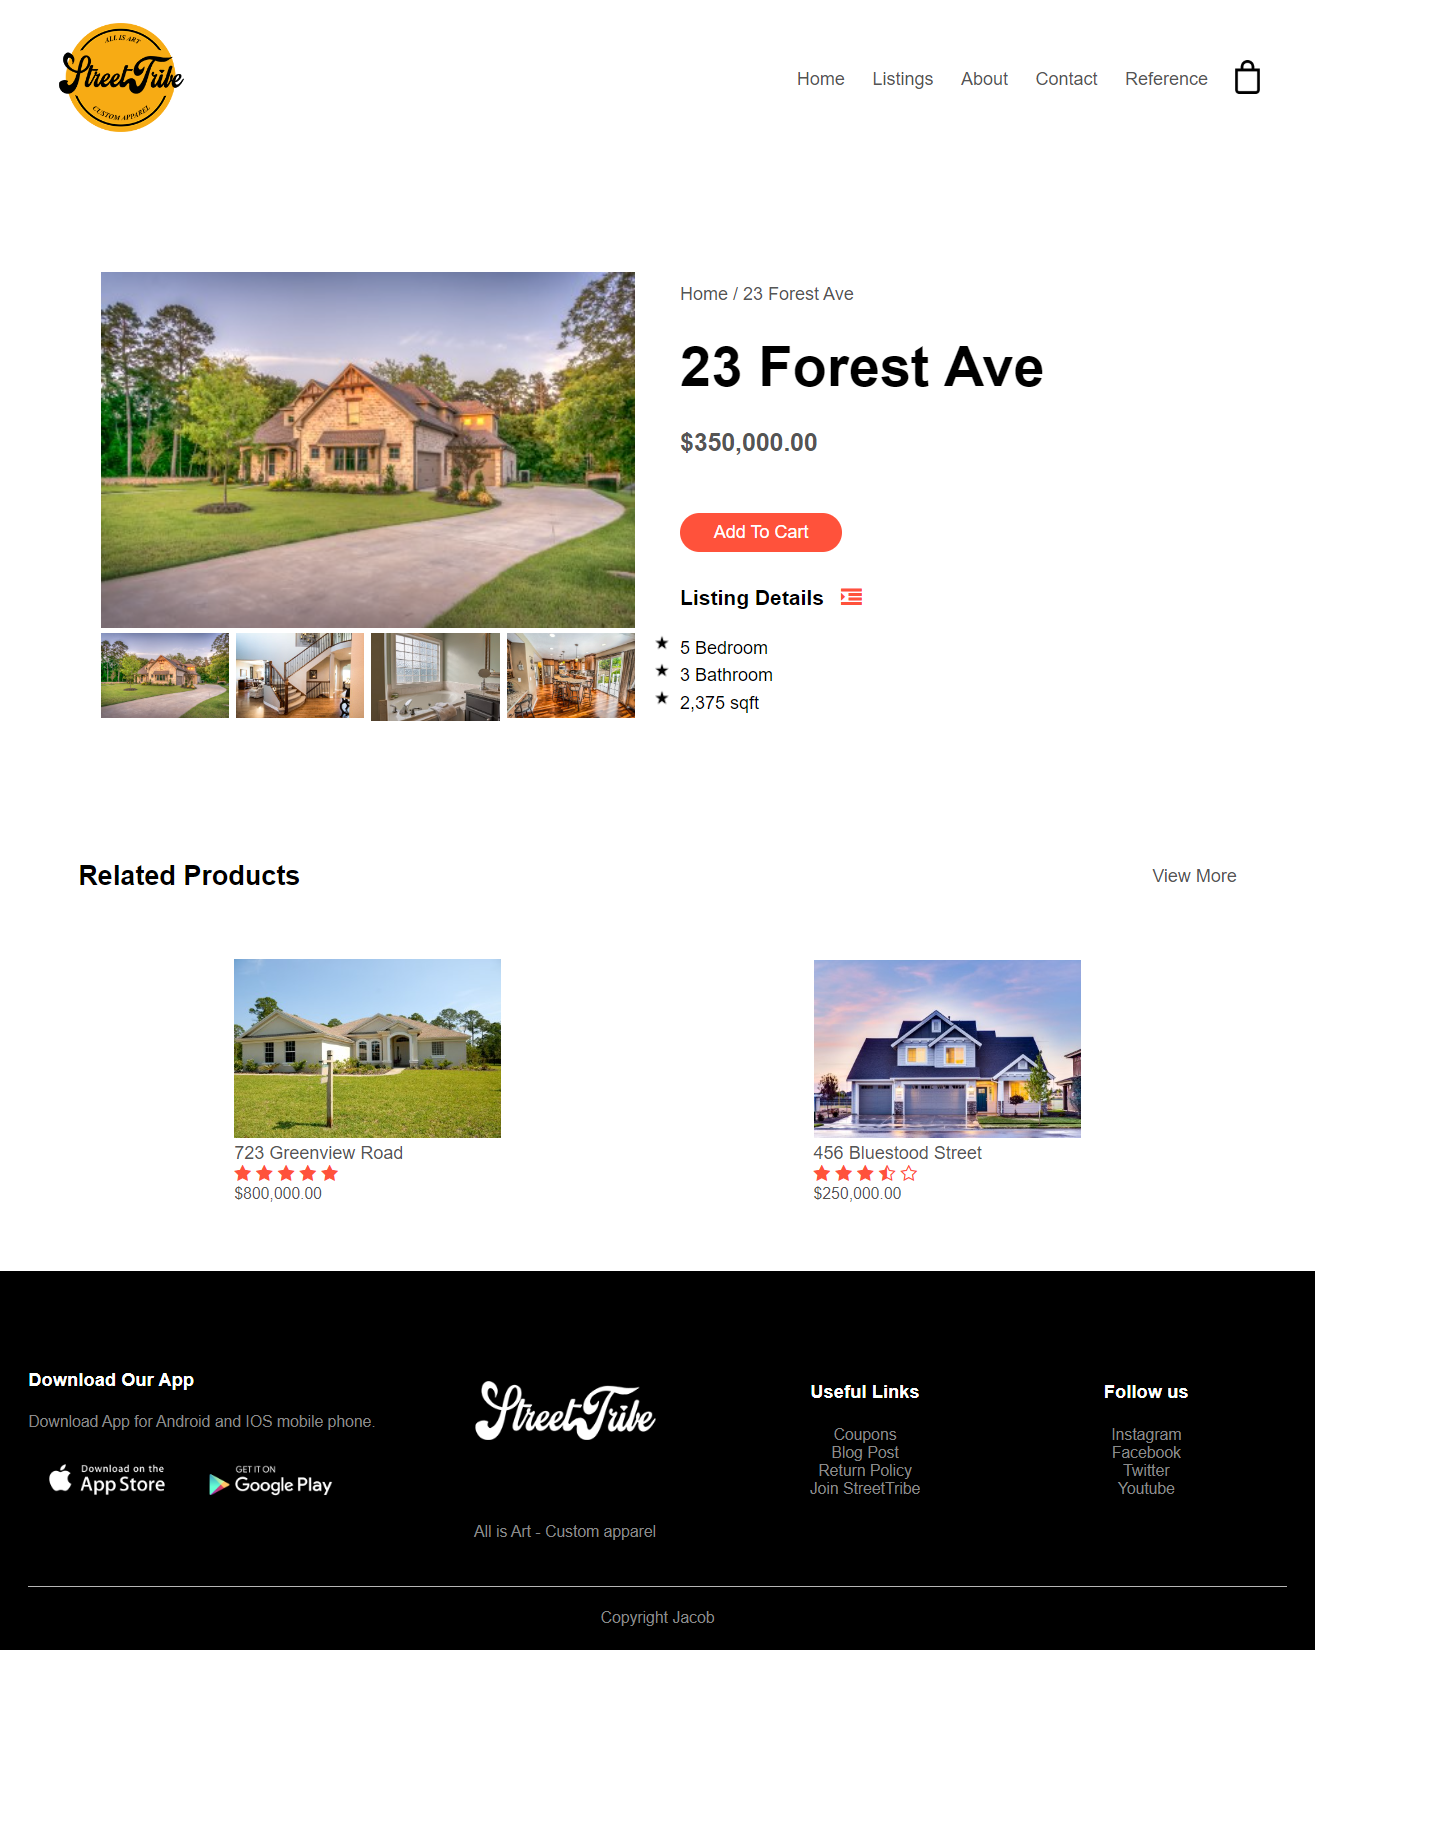 ALL IS ART
StreetTribe
CUSTOM APPAREL
Home Listings About Contact Reference
Home / 23 Forest Ave
23 Forest Ave
$350,000.00
Add To Cart
Listing Details
5 Bedroom
3 Bathroom
2,375 sqft
Related Products
View More
723 Greenview Road
$800,000.00
456 Bluestood Street
$250,000.00
Download Our App
Download App for Android and IOS mobile phone.
Download on the
App Store
GET IT ON
Google Play
StreetTribe
All is Art - Custom apparel
Useful Links
Coupons
Blog Post
Return Policy
Join StreetTribe
Follow us
Instagram
Facebook
Twitter
Youtube
Copyright Jacob